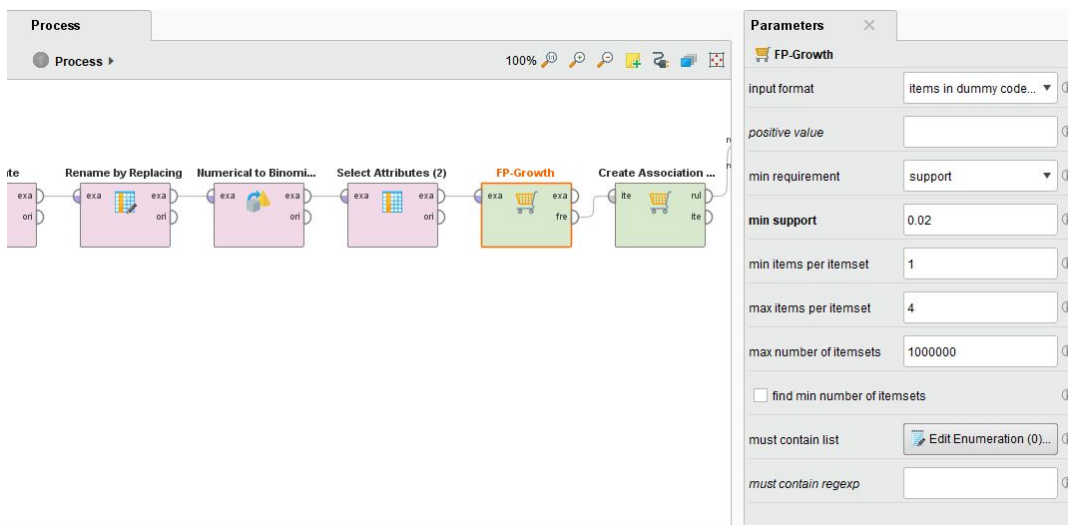 Process
Process
100%
te
exa
ori
Rename by Replacing
exa
exa
ori
Numerical to Binomi...
exa
exa
ori
Select Attributes (2)
exa
exa
ori
FP-Growth
exa
exa
fre
Create Association ...
ite
rul
ite
Parameters
FP-Growth
input format
items in dummy code...
positive value
min requirement
support
min support
0.02
min items per itemset
1
max items per itemset
4
max number of itemsets
1000000
find min number of itemsets
must contain list
Edit Enumeration (0)...
must contain regexp